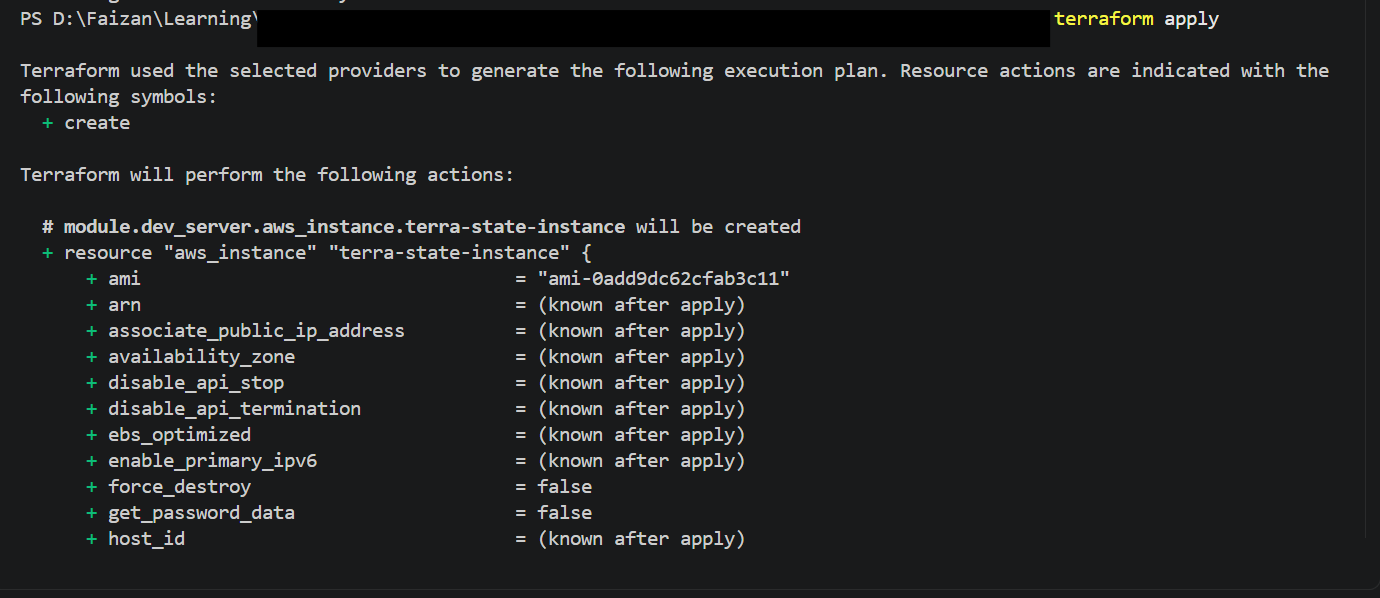 PS D:\Faizan\Learning\ terraform apply
Terraform used the selected providers to generate the following execution plan. Resource actions are indicated with the
following symbols:
+ create
Terraform will perform the following actions:
# module.dev_server.aws_instance.terra-state-instance will be created
+ resource "aws_instance" "terra-state-instance" {
+ ami = "ami-0add9dc62cfab3c11"
+ arn = (known after apply)
+ associate_public_ip_address = (known after apply)
+ availability_zone = (known after apply)
+ disable_api_stop = (known after apply)
+ disable_api_termination = (known after apply)
+ ebs_optimized = (known after apply)
+ enable_primary_ipv6 = (known after apply)
+ force_destroy = false
+ get_password_data = false
+ host_id = (known after apply)